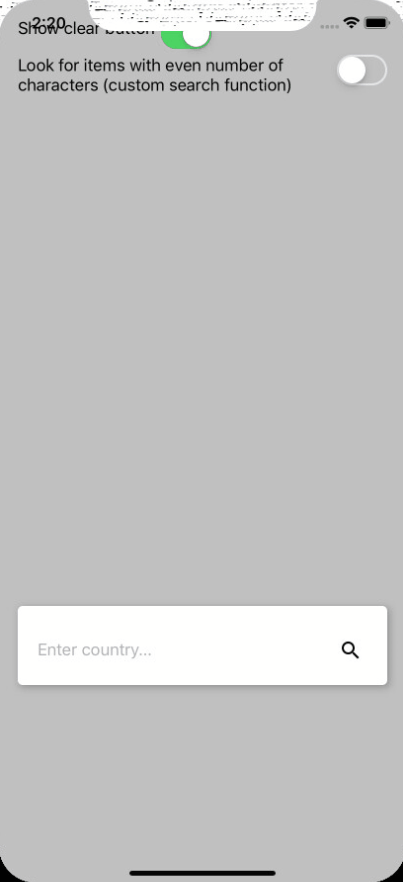 2:20
Show clear button
Look for items with even number of
characters (custom search function)
Enter country...